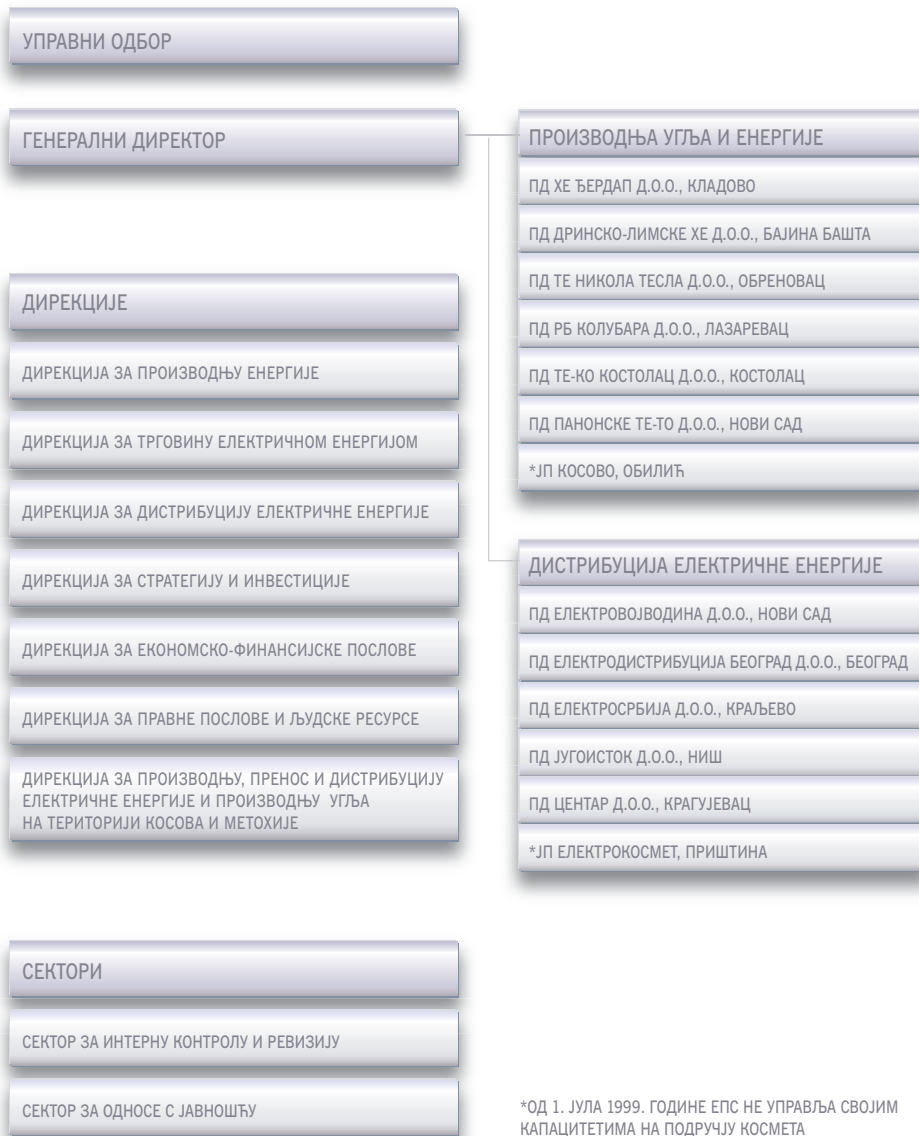 УПРАВНИ ОДБОР
ГЕНЕРАЛНИ ДИРЕКТОР
ДИРЕКЦИЈЕ
ДИРЕКЦИЈА ЗА ПРОИЗВОДЊУ ЕНЕРГИЈЕ
ДИРЕКЦИЈА ЗА ТРГОВИНУ ЕЛЕКТРИЧНОМ ЕНЕРГИЈОМ
ДИРЕКЦИЈА ЗА ДИСТРИБУЦИЈУ ЕЛЕКТРИЧНЕ ЕНЕРГИЈЕ
ДИРЕКЦИЈА ЗА СТРАТЕГИЈУ И ИНВЕСТИЦИЈЕ
ДИРЕКЦИЈА ЗА ЕКОНОМСКО-ФИНАНСИЈСКЕ ПОСЛОВЕ
ДИРЕКЦИЈА ЗА ПРАВНЕ ПОСЛОВЕ И ЉУДСКЕ РЕСУРСЕ
ДИРЕКЦИЈА ЗА ПРОИЗВОДЊУ, ПРЕНОС И ДИСТРИБУЦИЈУ
ЕЛЕКТРИЧНЕ ЕНЕРГИЈЕ И ПРОИЗВОДЊУ УГЉА
НА ТЕРИТОРИЈИ КОСОВА И МЕТОХИЈЕ
СЕКТОРИ
СЕКТОР ЗА ИНТЕРНУ КОНТРОЛУ И РЕВИЗИЈУ
СЕКТОР ЗА ОДНОСЕ С ЈАВНОШЋУ
ПРОИЗВОДЊА УГЉА И ЕНЕРГИЈЕ
ПД ХЕ ЂЕРДАП Д.О.О., КЛАДОВО
ПД ДРИНСКО-ЛИМСКЕ ХЕ Д.О.О., БАЈИНА БАШТА
ПД ТЕ НИКОЛА ТЕСЛА Д.О.О., ОБРЕНОВАЦ
ПД РБ КОЛУБАРА Д.О.О., ЛАЗАРЕВАЦ
ПД ТЕ-КО КОСТОЛАЦ Д.О.О., КОСТОЛАЦ
ПД ПАНОНСКЕ ТЕ-ТО Д.О.О., НОВИ САД
*ЈП КОСОВО, ОБИЛИЋ
ДИСТРИБУЦИЈА ЕЛЕКТРИЧНЕ ЕНЕРГИЈЕ
ПД ЕЛЕКТРОВОЈВОДИНА Д.О.О., НОВИ САД
ПД ЕЛЕКТРОДИСТРИБУЦИЈА БЕОГРАД Д.О.О., БЕОГРАД
ПД ЕЛЕКТРОСРБИЈА Д.О.О., КРАЉЕВО
ПД ЈУГОИСТОК Д.О.О., НИШ
ПД ЦЕНТАР Д.О.О., КРАГУЈЕВАЦ
*ЈП ЕЛЕКТРОКОСМЕТ, ПРИШТИНА
*ОД 1. ЈУЛА 1999. ГОДИНЕ ЕПС НЕ УПРАВЉА СВОЈИМ
КАПАЦИТЕТИМА НА ПОДРУЧЈУ КОСМЕТА